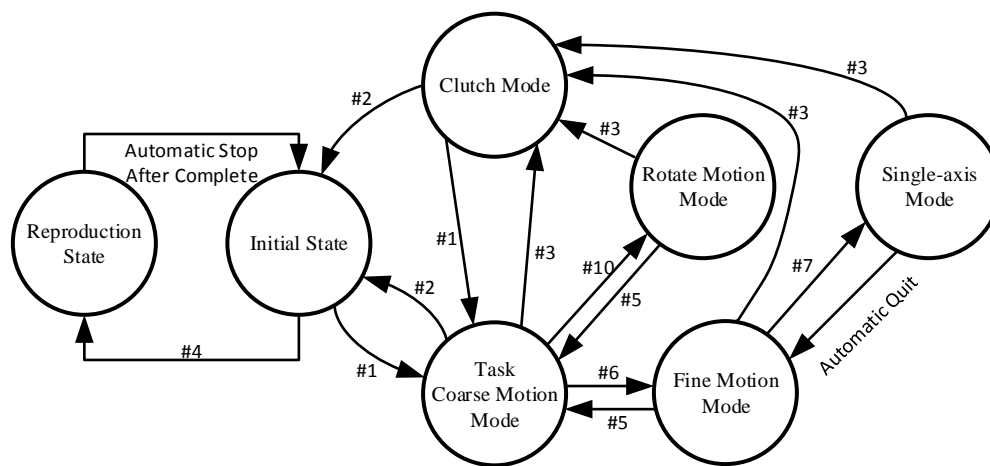 Clutch Mode
#2
#3
#3
#3
Automatic Stop
After Complete
Rotate Motion
Mode
Single-axis
Mode
Reproduction
State
Initial State
#1
#3
#10
#7
#2
#5
Automatic Quit
#4
#1
Task
Coarse Motion
Mode
#6
#5
Fine Motion
Mode